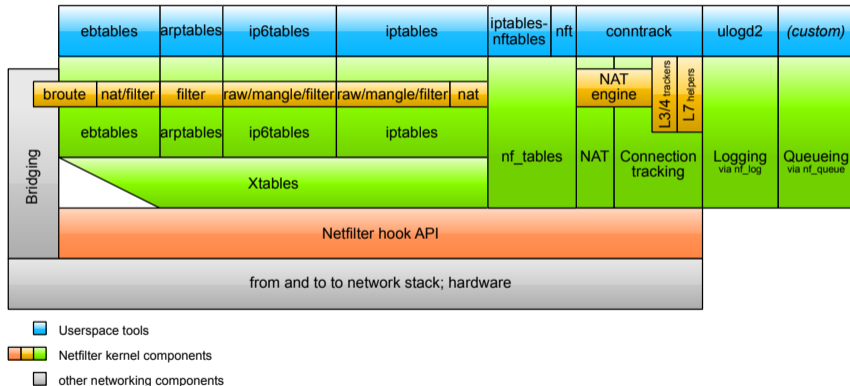 ebtables
arptables
ip6tables
iptables
iptables-
nftables
nft
conntrack
ulogd2
(custom)
Bridging
broute
nat/filter
filter
raw/mangle/filter
raw/mangle/filter
nat
NAT
engine
L3/4 trackers
L7 helpers
ebtables
arptables
ip6tables
iptables
nf_tables
NAT
Connection
tracking
Logging
via nf_log
Queueing
via nf_queue
Xtables
Netfilter hook API
from and to to network stack; hardware
Userspace tools
Netfilter kernel components
other networking components